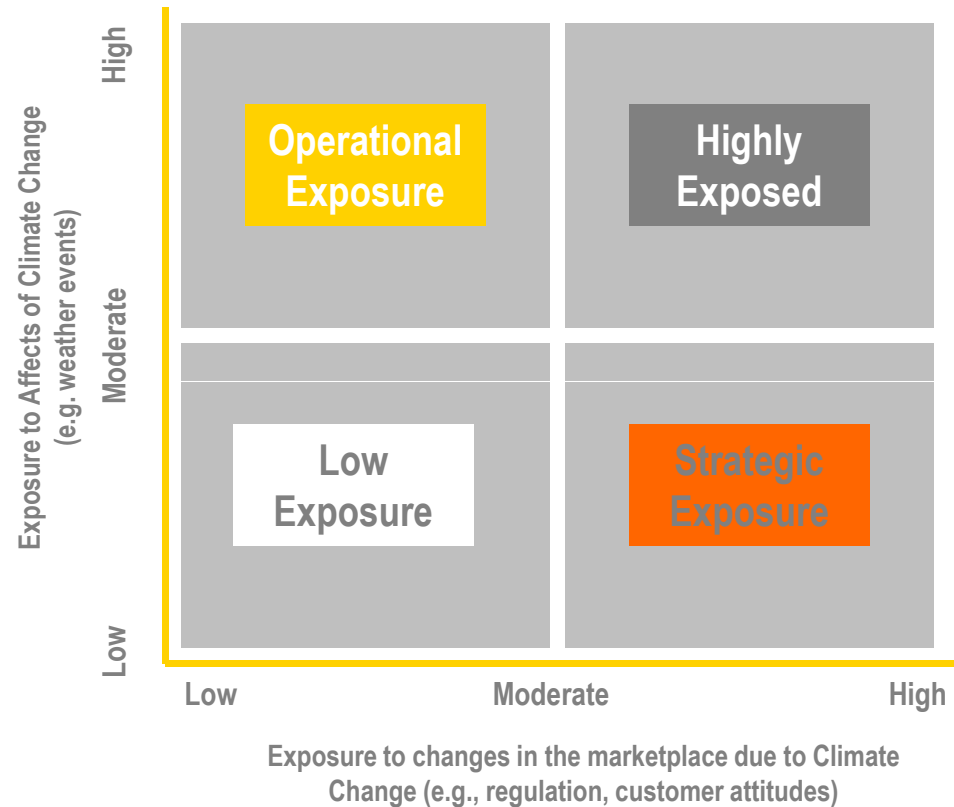 Exposure to Affects of Climate Change
(e.g. weather events)
High
Moderate
Low
Operational
Exposure
Highly
Exposed
Low
Exposure
Strategic
Exposure
Low
Moderate
High
Exposure to changes in the marketplace due to Climate
Change (e.g., regulation, customer attitudes)